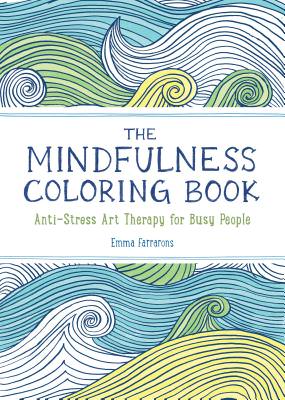 THE
MINDFULNESS
COLORING BOOK
Anti-Stress Art Therapy for Busy People
Emma Farrarons